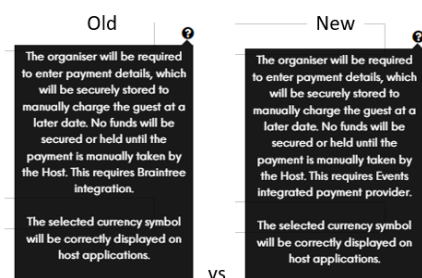 Old
?
The organiser will be required
to enter payment details, which
will be securely stored to
manually charge the guest at a
later date. No funds will be
secured or held until the
payment is manually taken by
the Host. This requires Braintree
integration.
The selected currency symbol
will be correctly displayed on
host applications.
vs
New
?
The organiser will be required
to enter payment details, which
will be securely stored to
manually charge the guest at a
later date. No funds will be
secured or held until the
payment is manually taken by
the Host. This requires Events
integrated payment provider.
The selected currency symbol
will be correctly displayed on
host applications.